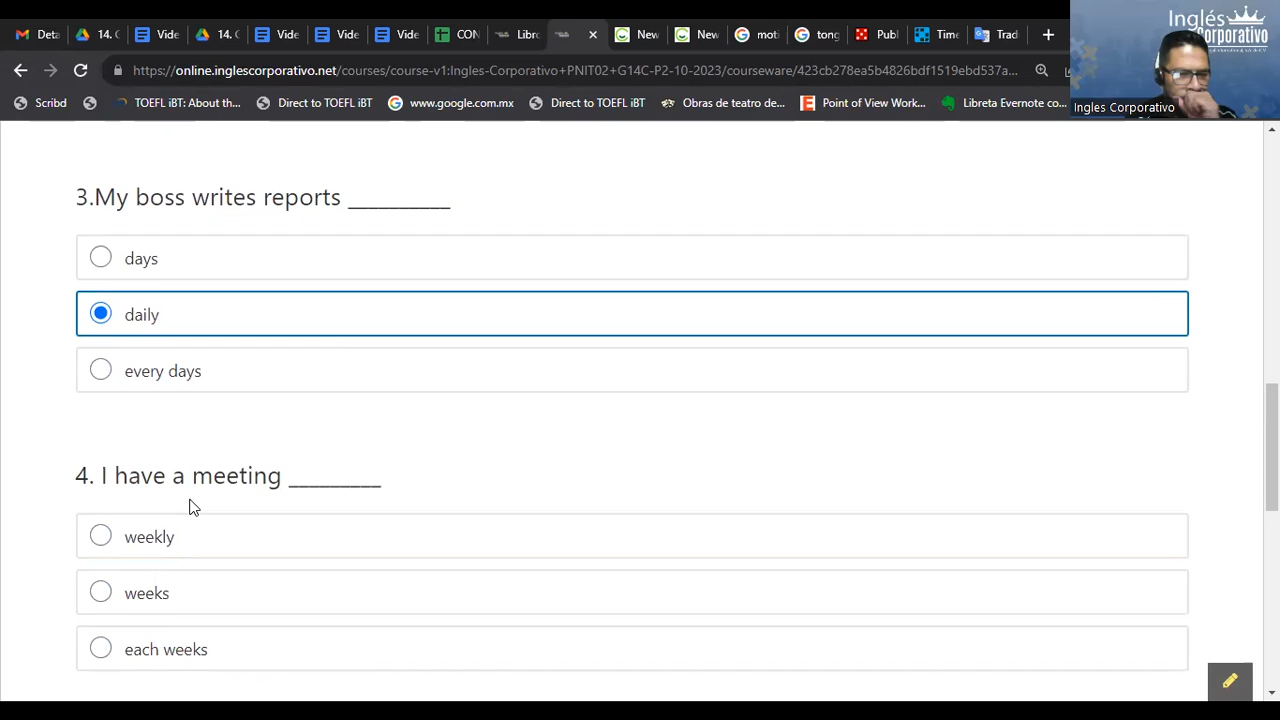 Deta
14. C
Vide
14. C
Vide
Vide
Vide
CON
Libro
New
New
moti
tong
Publ
Time
Trad
https://online.inglescorporativo.net/courses/course-v1:Ingles-Corporativo+PNIT02+G14C-P2-10-2023/courseware/423cb278ea5b4826bdf1519ebd537a...
Scribd
TOEFL iBT: About th...
Direct to TOEFL iBT
www.google.com.mx
Direct to TOEFL iBT
Obras de teatro de...
Point of View Work...
Libreta Evernote co...
Inglés
Corporativo
Ingles Corporativo
3.My boss writes reports __________
days
daily
every days
4. I have a meeting _________
weekly
weeks
each weeks